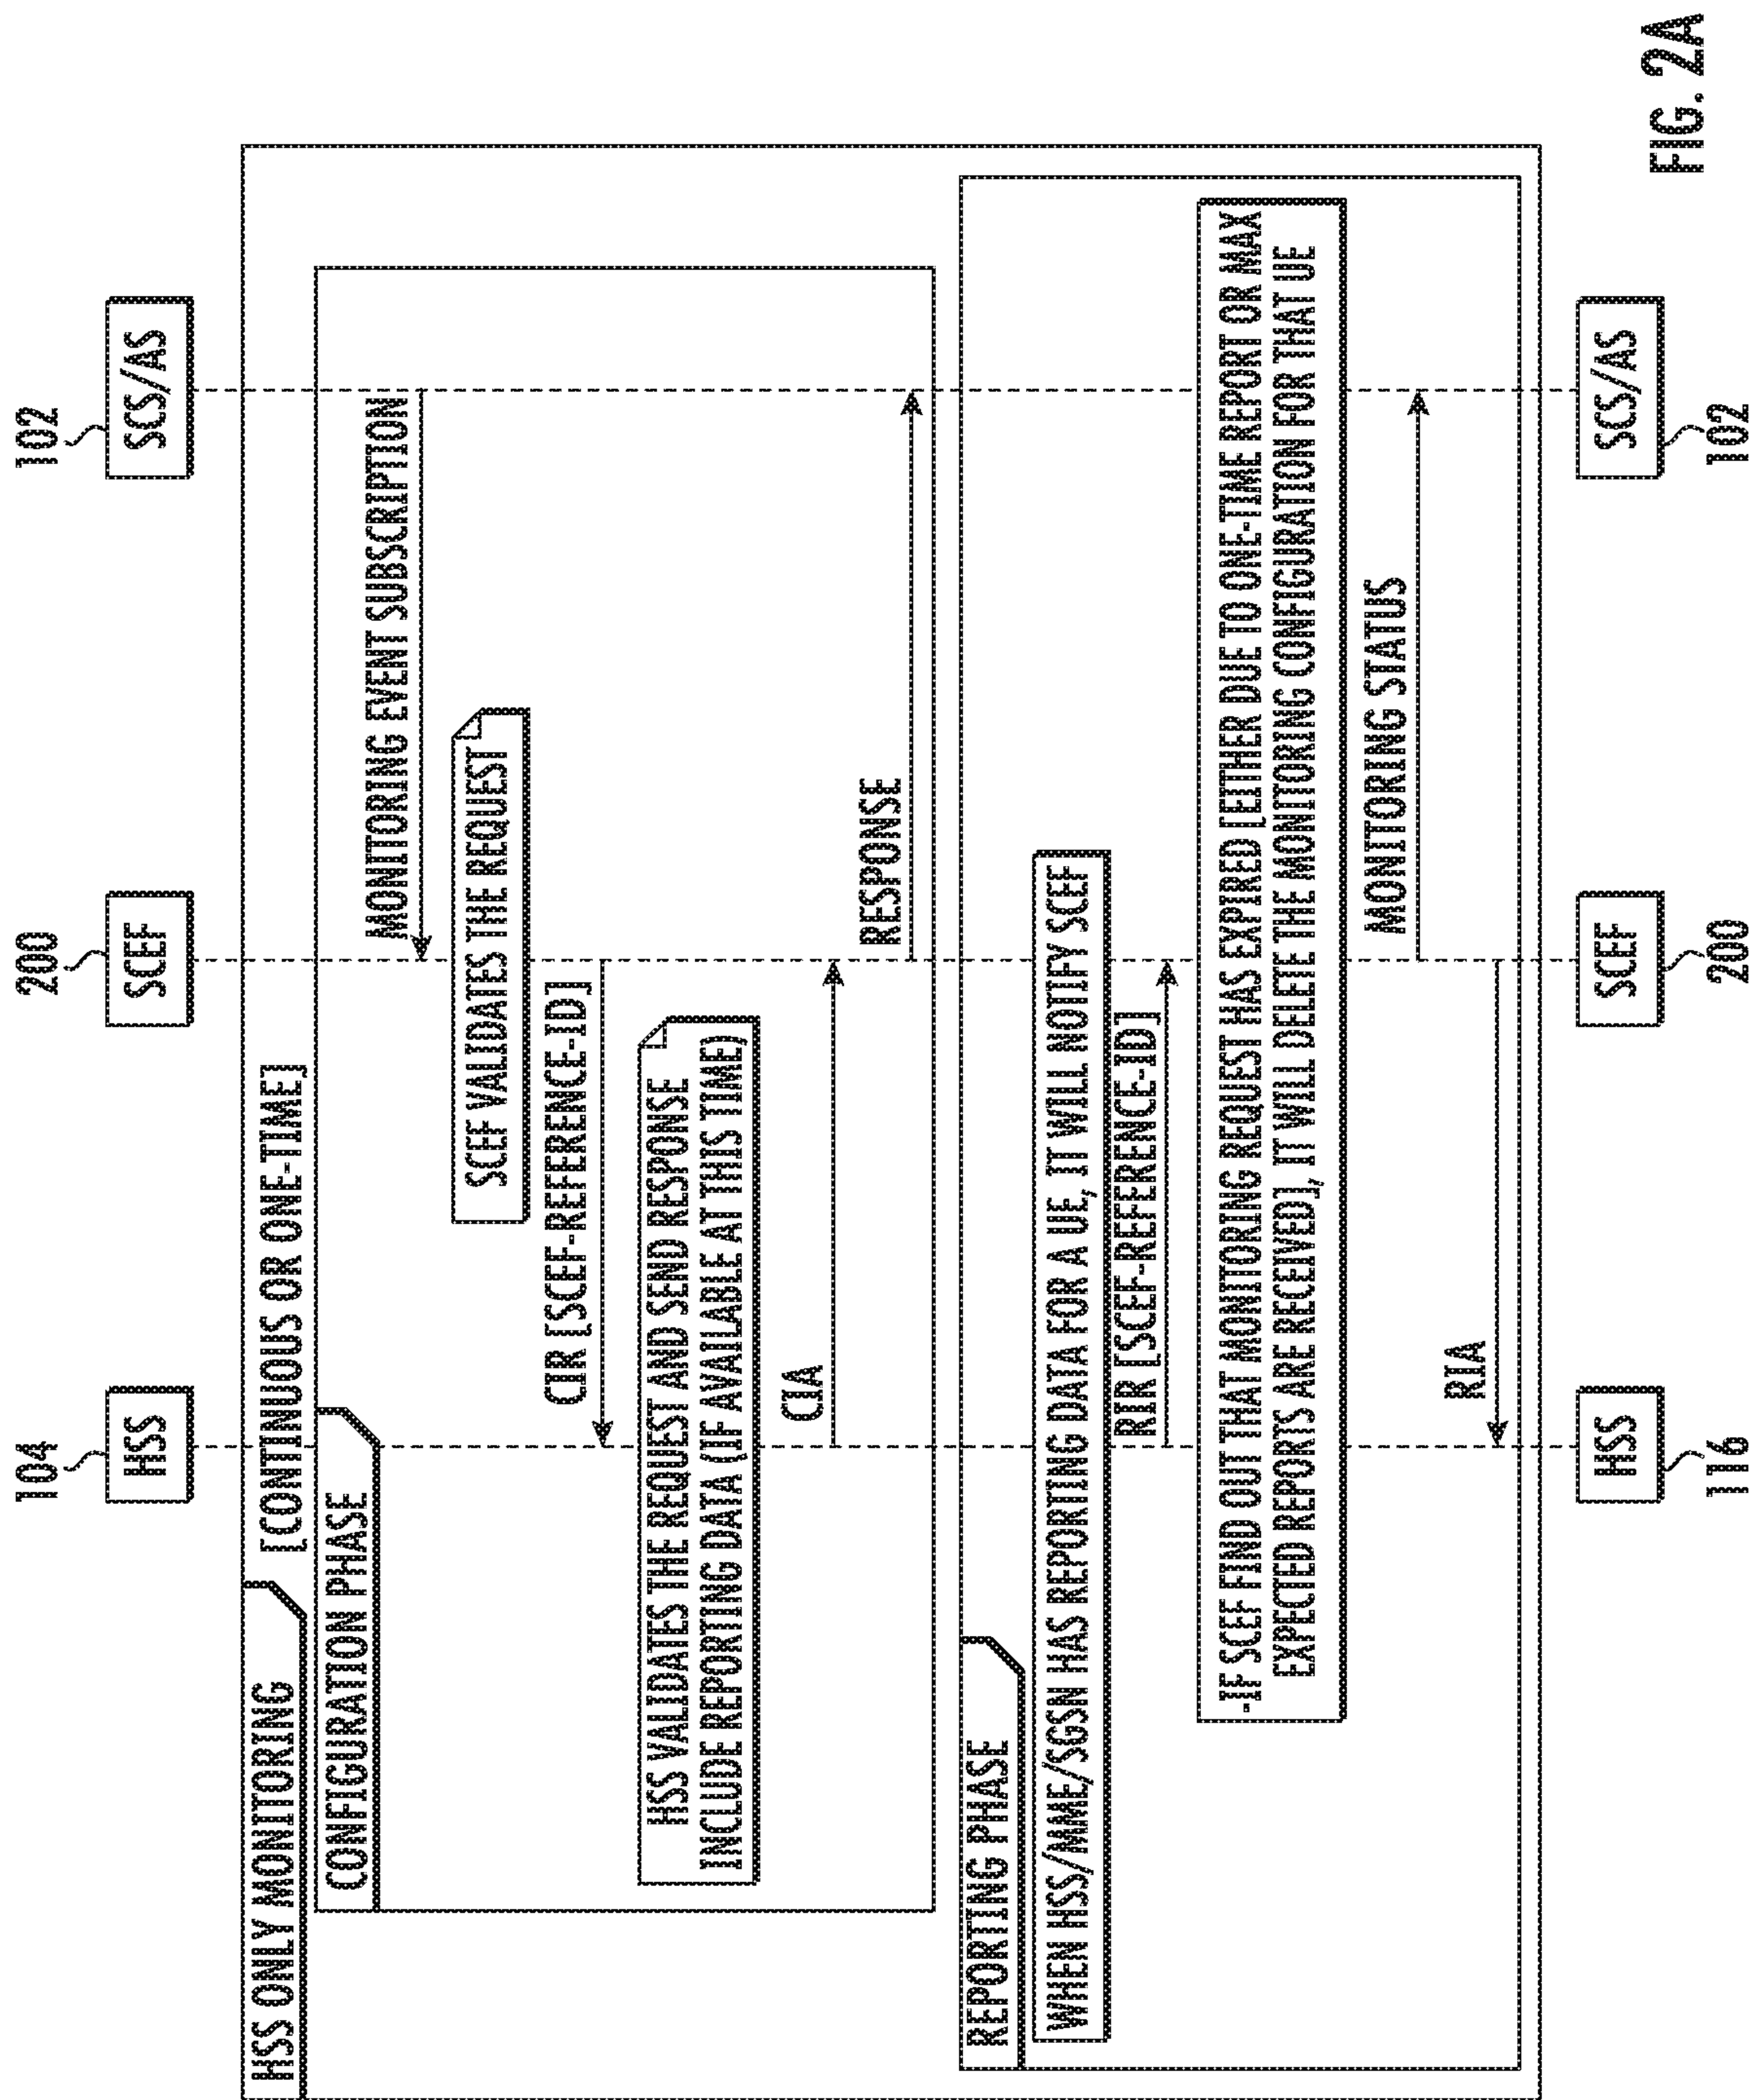 104
200
102
HSS
SCEF
SCS/AS
HSS ONLY MONITORING
[CONTINUOUS OR ONE-TIME]
CONFIGURATION PHASE
MONITORING EVENT SUBSCRIPTION
SCEF VALIDATES THE REQUEST
CIR [SCEF-REFERENCE-ID]
HSS VALIDATES THE REQUEST AND SEND RESPONSE
INCLUDE REPORTING DATA (IF AVAILABLE AT THIS TIME)
CIA
RESPONSE
REPORTING PHASE
WHEN HSS/MME/SGSN HAS REPORTING DATA FOR A UE, IT WILL NOTIFY SCEF
RIR [SCEF-REFERENCE-ID]
-IF SCEF FIND OUT THAT MONITORING REQUEST HAS EXPIRED [EITHER DUE TO ONE-TIME REPORT OR MAX
EXPECTED REPORTS ARE RECEIVED], IT WILL DELETE THE MONITORING CONFIGURATION FOR THAT UE
MONITORING STATUS
RIA
HSS
SCEF
SCS/AS
116
200
102
FIG. 2A